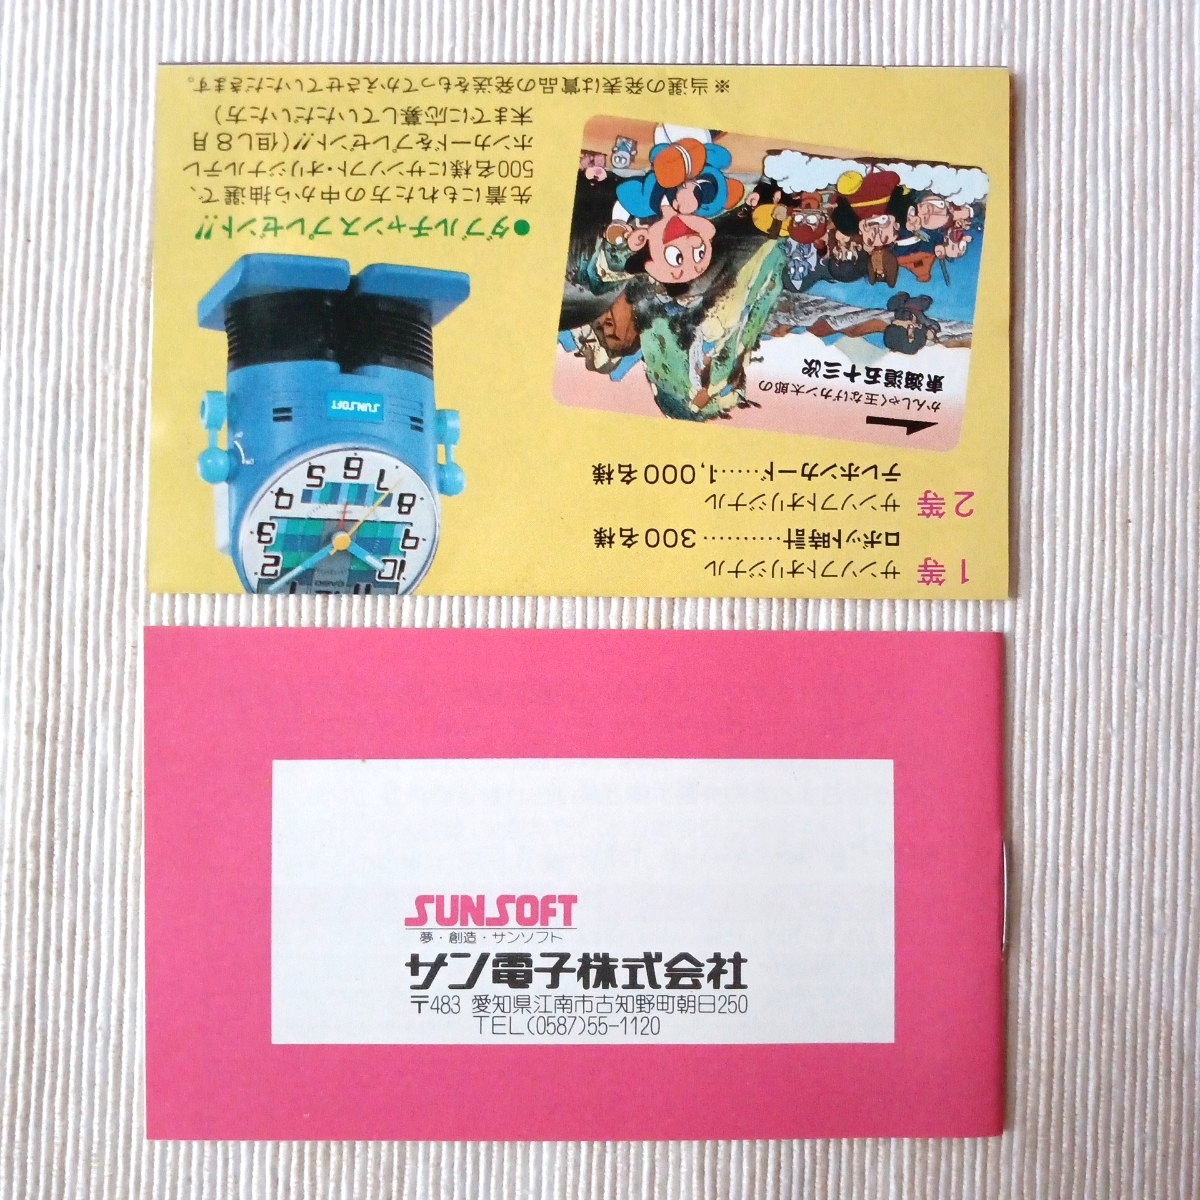 1等 サンソフトオリジナル
ロボット時計…………300名様
2等 サンソフトオリジナル
テレホンカード……1,000名様
かんしゃく玉なげカン太郎の
東海道五十三次
SUNSOFT
CASIO
●ダブルチャンスプレゼント!!
先着にもれた方の中から抽選で、
500名様にサンソフト・オリジナルテレ
ホンカードをプレゼント!!(但し8月
末までに応募していただいた方)
※当選の発表は賞品の発送をもってかえさせていただきます。
SUNSOFT
夢・創造・サンソフト
サン電子株式会社
〒483 愛知県江南市古知野町朝日250
TEL(0587)55-1120